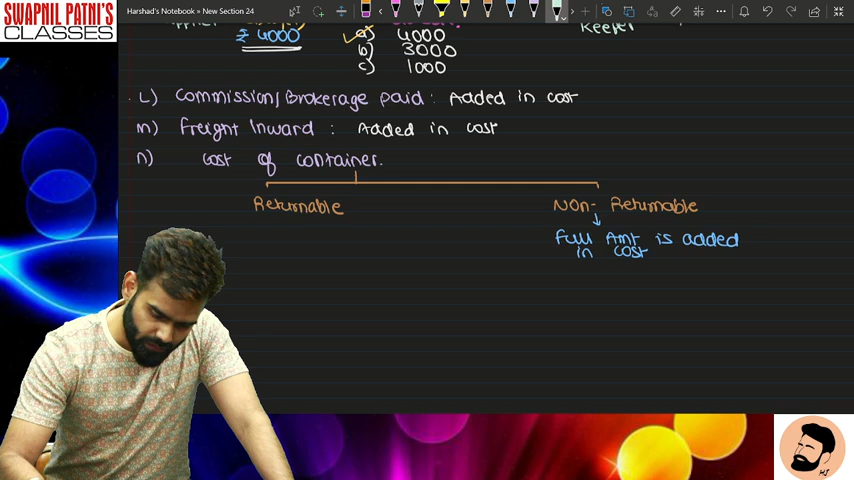 SWAPNIL PATNI'S
CLASSES
Harshad's Notebook » New Section 24
₹ 4000
a) 4000
b) 3000
c) 1000
Keeper
L) Commission/Brokerage paid : Added in cost
m) Freight Inward : Added in cost
n) cost of container.
Returnable
Non- Returnable
Full Amt is added
in cost